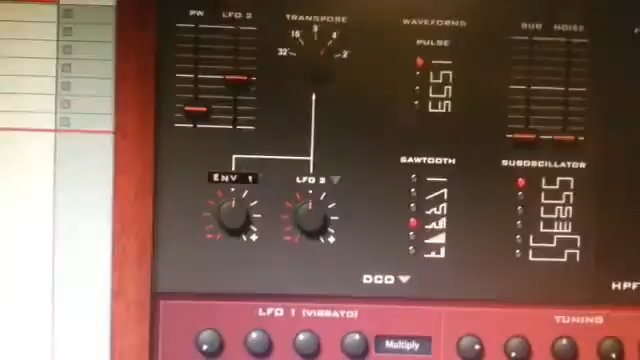 PW LFO 2 TRANSPOSE WAVEFORMS SUB NOISE
32' 16' 8' 4' 2'
PULSE
SAWTOOTH SUBOSCILLATOR
ENV 1 LFO 2
DCO HPF
LFO 1 (VIBRATO) TUNING
Multiply